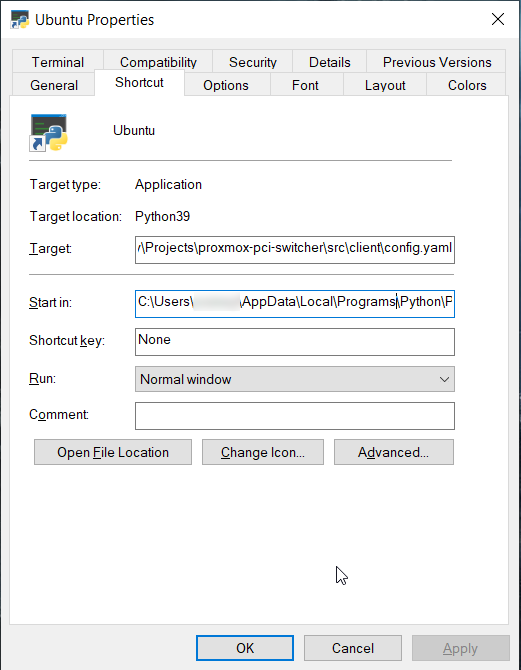 Ubuntu Properties
Terminal Compatibility Security Details Previous Versions
General Shortcut Options Font Layout Colors
Ubuntu
Target type: Application
Target location: Python39
Target: \Projects\proxmox-pci-switcher\src\client\config.yaml
Start in: C:\Users\ \AppData\Local\Programs\Python\P
Shortcut key: None
Run: Normal window
Comment:
Open File Location Change Icon... Advanced...
OK Cancel Apply